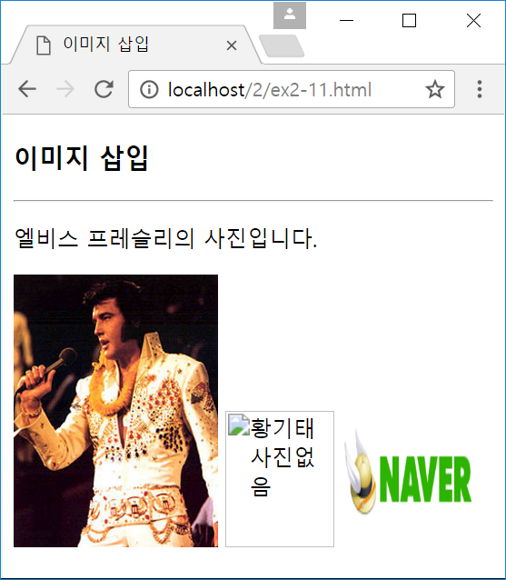 이미지 삽입
localhost/2/ex2-11.html
이미지 삽입
엘비스 프레슬리의 사진입니다.
황기태
사진없
음
NAVER